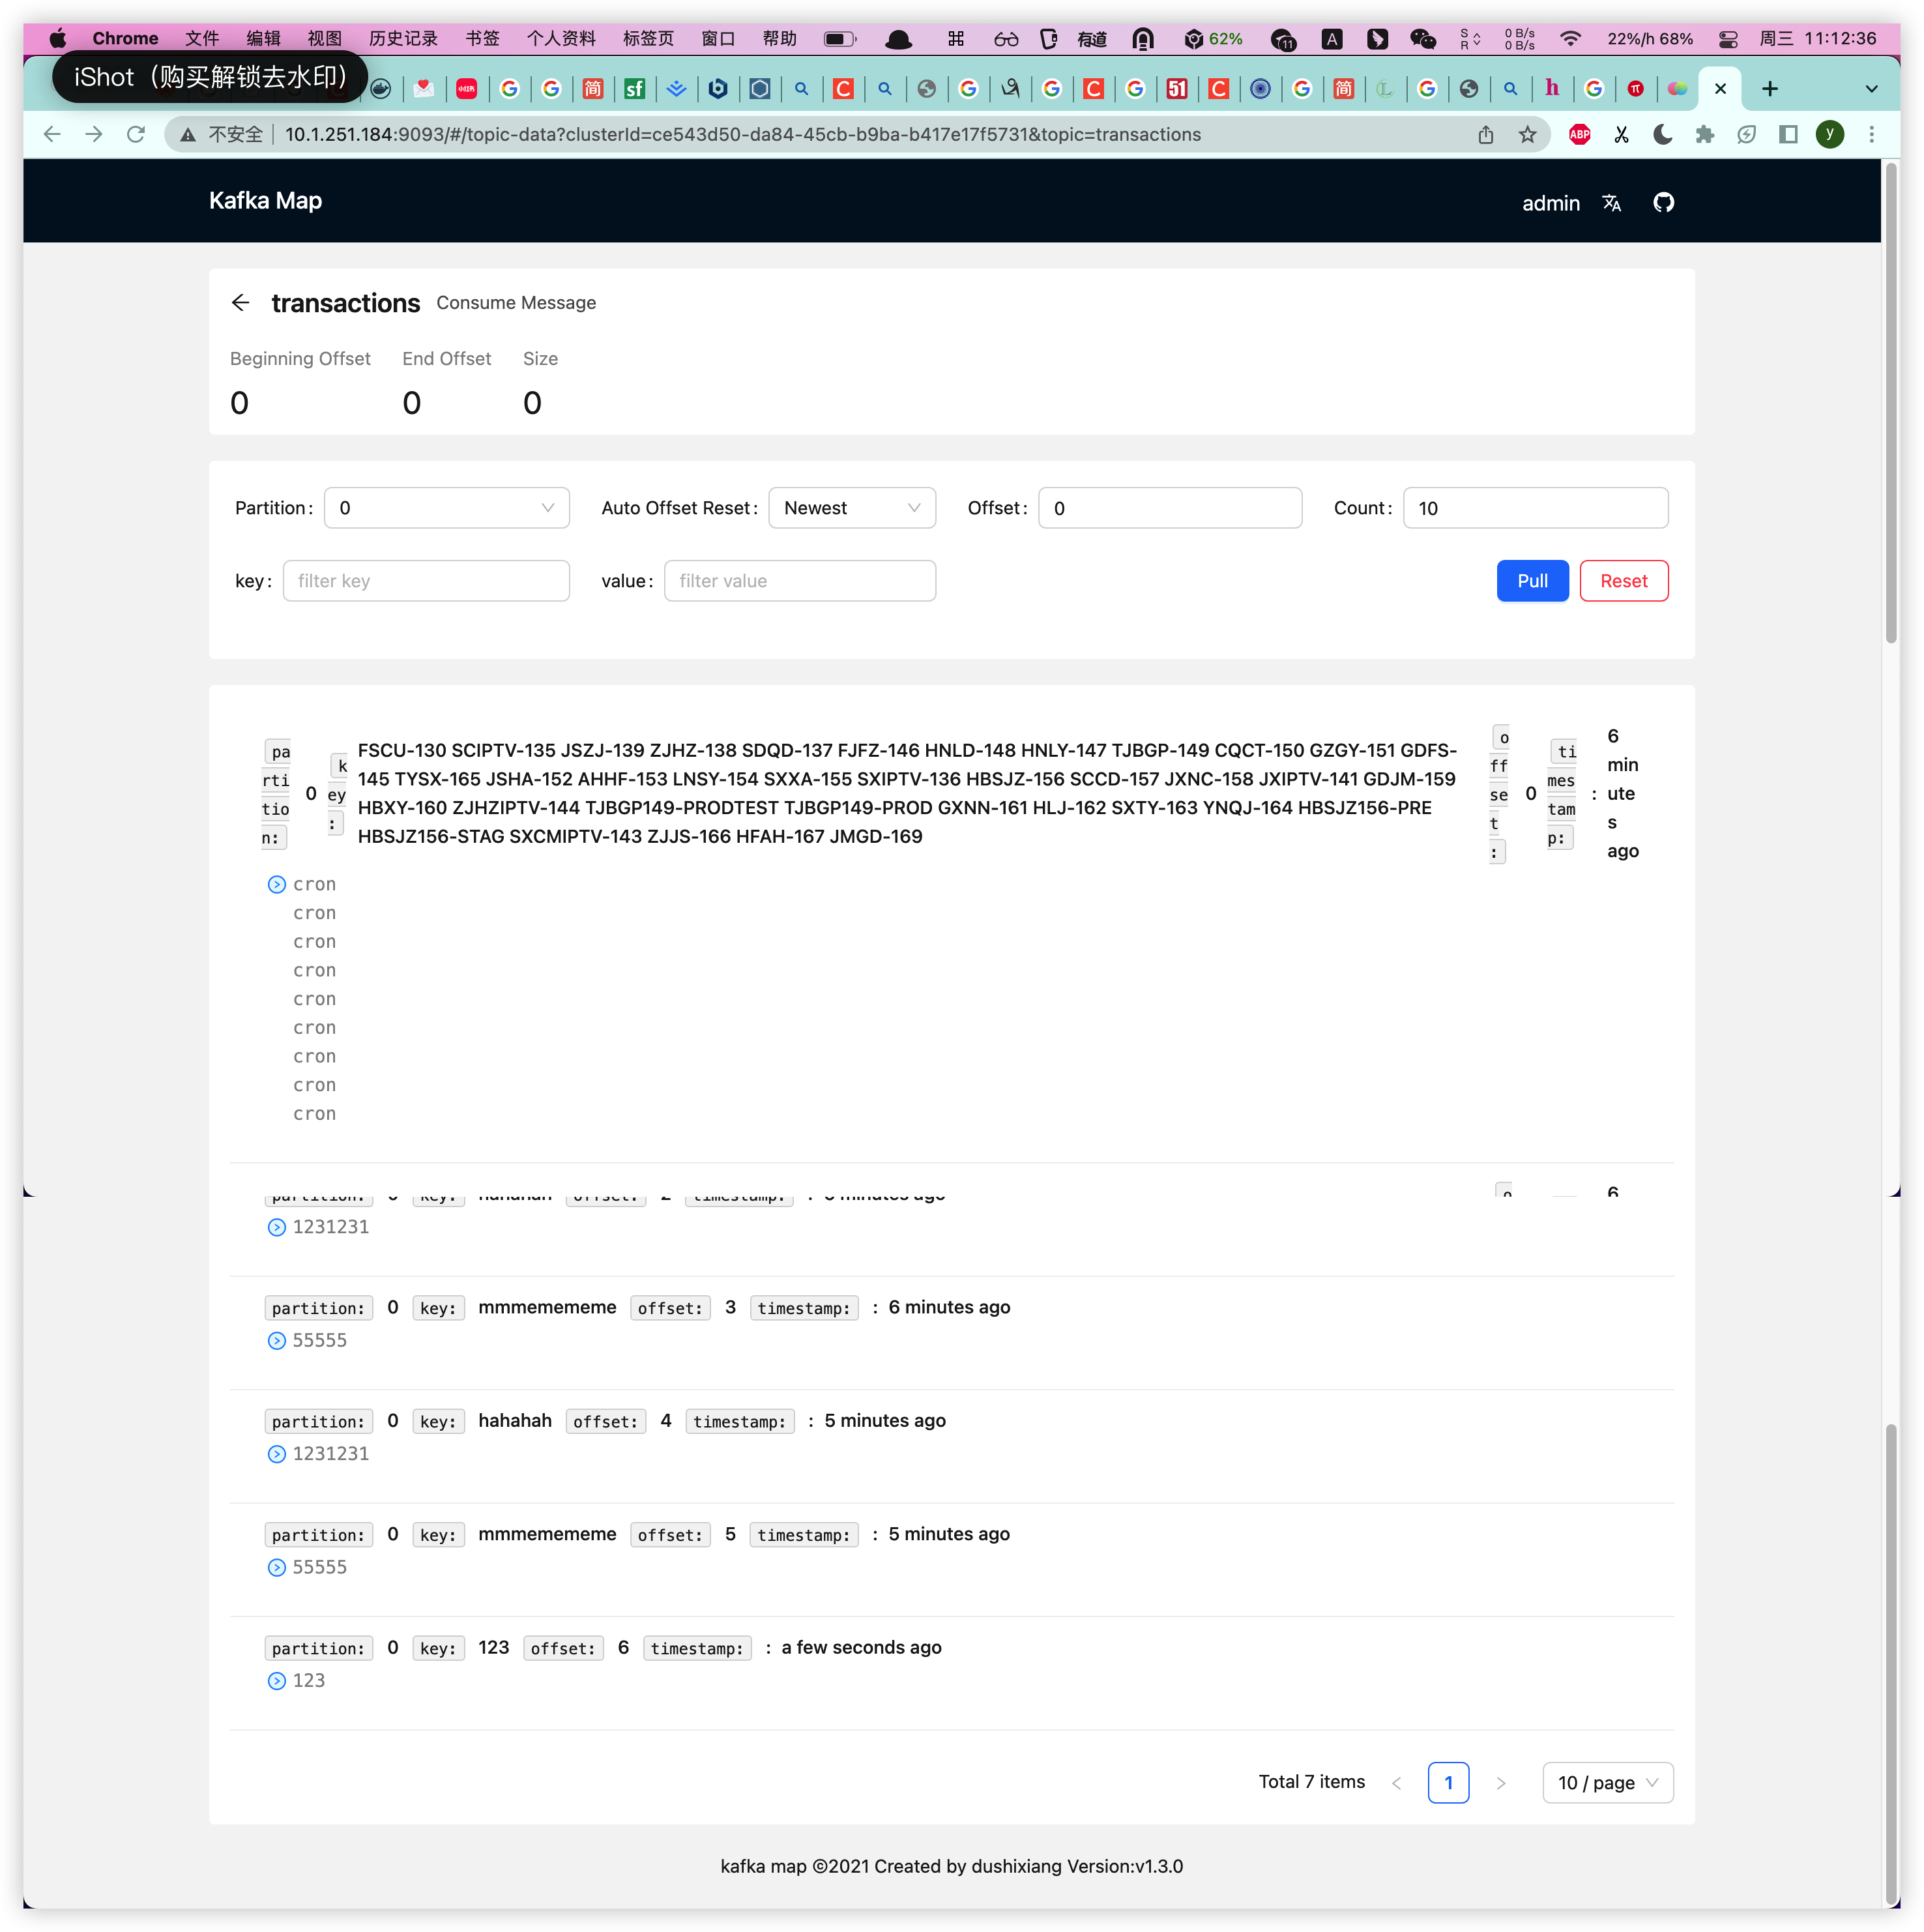 Chrome 文件 编辑 视图 历史记录 书签 个人资料 标签页 窗口 帮助 有道 62% 11 A S R 0 B/s 0 B/s 22%/h 68% 周三 11:12:36
iShot（购买解锁去水印）
不安全 10.1.251.184:9093/#/topic-data?clusterId=ce543d50-da84-45cb-b9ba-b417e17f5731&topic=transactions ABP y
Kafka Map admin
transactions Consume Message
Beginning Offset End Offset Size
0 0 0
Partition: 0 Auto Offset Reset: Newest Offset: 0 Count: 10
key: filter key value: filter value Pull Reset
partition: 0 key:
FSCU-130 SCIPTV-135 JSZJ-139 ZJHZ-138 SDQD-137 FJFZ-146 HNLD-148 HNLY-147 TJBGP-149 CQCT-150 GZGY-151 GDFS-
145 TYSX-165 JSHA-152 AHHF-153 LNSY-154 SXXA-155 SXIPTV-136 HBSJZ-156 SCCD-157 JXNC-158 JXIPTV-141 GDJM-159
HBXY-160 ZJHZIPTV-144 TJBGP149-PRODTEST TJBGP149-PROD GXNN-161 HLJ-162 SXTY-163 YNQJ-164 HBSJZ156-PRE
HBSJZ156-STAG SXCMIPTV-143 ZJJS-166 HFAH-167 JMGD-169
offset: 0 timestamp: : 6 minutes ago
cron
cron
cron
cron
cron
cron
cron
cron
cron
1231231
partition: 0 key: mmmemememe offset: 3 timestamp: : 6 minutes ago
55555
partition: 0 key: hahahah offset: 4 timestamp: : 5 minutes ago
1231231
partition: 0 key: mmmemememe offset: 5 timestamp: : 5 minutes ago
55555
partition: 0 key: 123 offset: 6 timestamp: : a few seconds ago
123
Total 7 items < 1 > 10 / page
kafka map ©2021 Created by dushixiang Version:v1.3.0